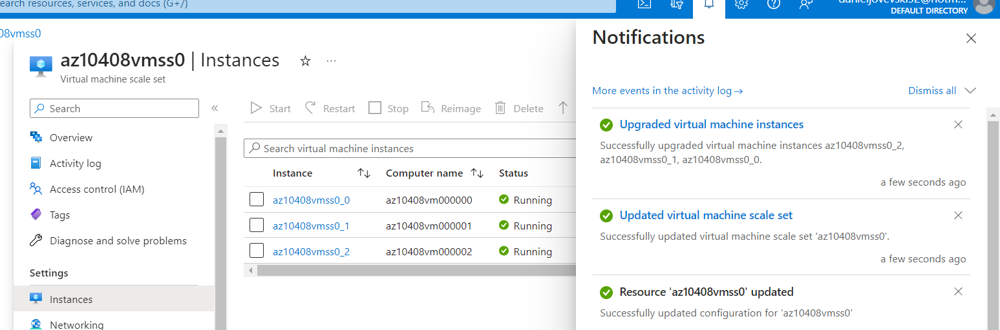 earch resources, services, and docs (G+/)
DEFAULT DIRECTORY
08vmss0
az10408vmss0 | Instances
Virtual machine scale set
Search
Overview
Activity log
Access control (IAM)
Tags
Diagnose and solve problems
Settings
Instances
Networking
Start Restart Stop Reimage Delete
Search virtual machine instances
Instance Computer name Status
az10408vmss0_0 az10408vm000000 Running
az10408vmss0_1 az10408vm000001 Running
az10408vmss0_2 az10408vm000002 Running
Notifications
More events in the activity log → Dismiss all
Upgraded virtual machine instances
Successfully upgraded virtual machine instances az10408vmss0_2,
az10408vmss0_1, az10408vmss0_0.
a few seconds ago
Updated virtual machine scale set
Successfully updated virtual machine scale set 'az10408vmss0'.
a few seconds ago
Resource 'az10408vmss0' updated
Successfully updated configuration for 'az10408vmss0'